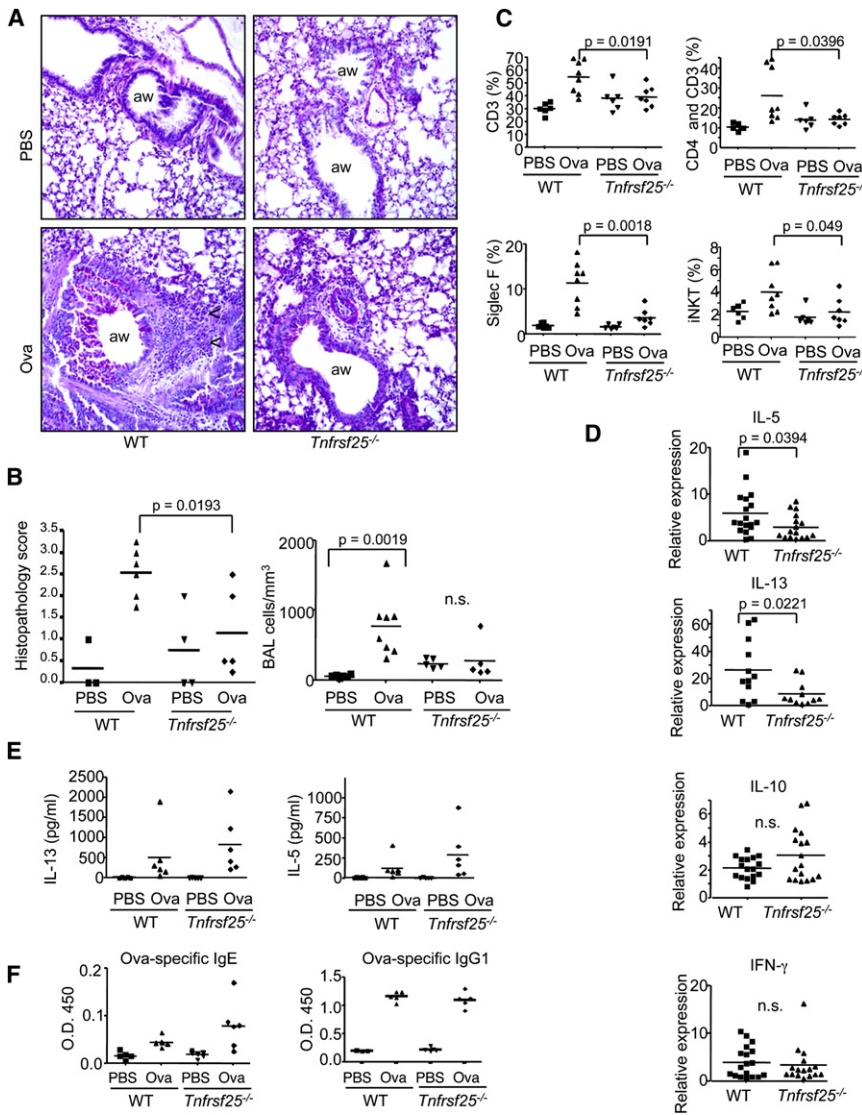 A
PBS
aw
aw
aw
Ova
aw
aw
<
<
WT
Tnfrsf25-/-
B
Histopathology score
3.5
3.0
2.5
2.0
1.5
1.0
0.5
0.0
p = 0.0193
PBS Ova PBS Ova
WT Tnfrsf25-/-
BAL cells/mm3
2000
1000
0
p = 0.0019
n.s.
PBS Ova PBS Ova
WT Tnfrsf25-/-
C
CD3 (%)
70
60
50
40
30
20
10
0
p = 0.0191
PBS Ova PBS Ova
WT Tnfrsf25-/-
CD4 and CD3 (%)
40
30
20
10
0
p = 0.0396
PBS Ova PBS Ova
WT Tnfrsf25-/-
Siglec F (%)
20
10
0
p = 0.0018
PBS Ova PBS Ova
WT Tnfrsf25-/-
iNKT (%)
8
6
4
2
0
p = 0.049
PBS Ova PBS Ova
WT Tnfrsf25-/-
D
IL-5
p = 0.0394
Relative expression
20
10
0
WT Tnfrsf25-/-
IL-13
p = 0.0221
Relative expression
60
40
20
0
WT Tnfrsf25-/-
IL-10
n.s.
Relative expression
8
6
4
2
0
WT Tnfrsf25-/-
IFN-γ
n.s.
Relative expression
20
15
10
5
0
WT Tnfrsf25-/-
E
IL-13 (pg/ml)
2500
2000
1500
1000
500
0
PBS Ova PBS Ova
WT Tnfrsf25-/-
IL-5 (pg/ml)
1000
750
500
250
0
PBS Ova PBS Ova
WT Tnfrsf25-/-
F
Ova-specific IgE
O.D. 450
0.2
0.1
0.0
PBS Ova PBS Ova
WT Tnfrsf25-/-
Ova-specific IgG1
O.D. 450
1.5
1.0
0.5
0.0
PBS Ova PBS Ova
WT Tnfrsf25-/-